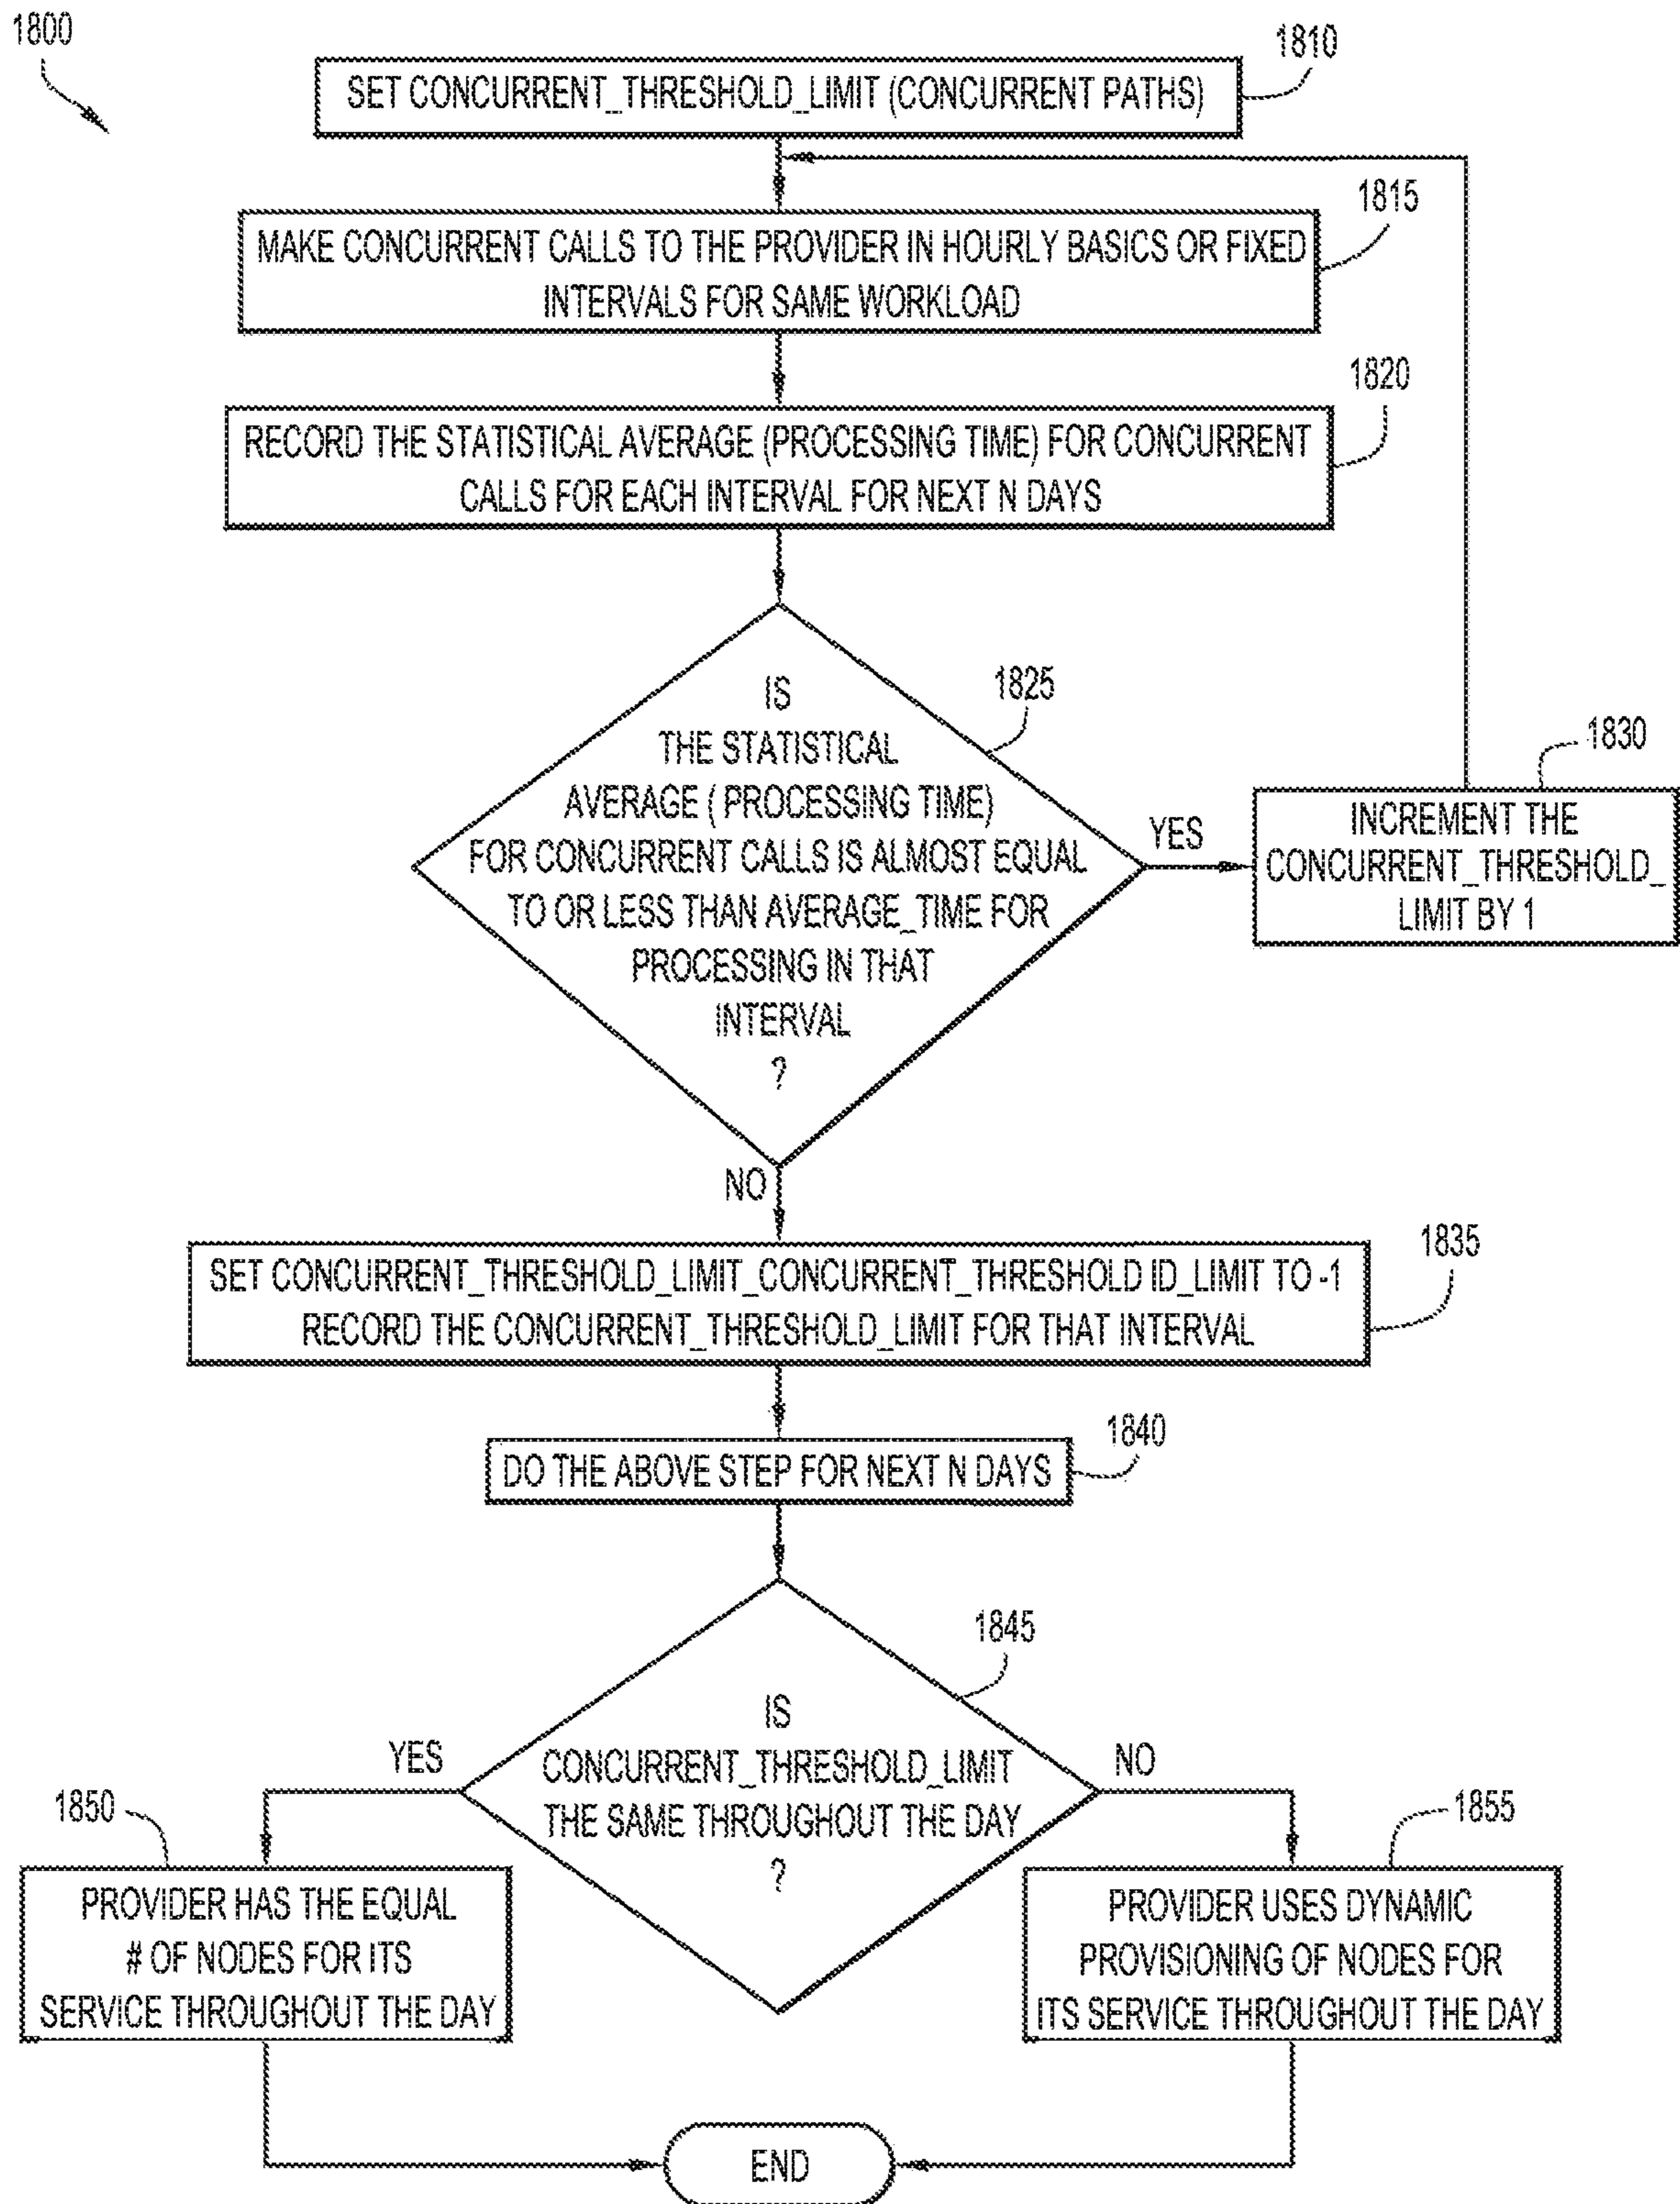 1800
1810
SET CONCURRENT_THRESHOLD_LIMIT (CONCURRENT PATHS)
1815
MAKE CONCURRENT CALLS TO THE PROVIDER IN HOURLY BASICS OR FIXED
INTERVALS FOR SAME WORKLOAD
1820
RECORD THE STATISTICAL AVERAGE (PROCESSING TIME) FOR CONCURRENT
CALLS FOR EACH INTERVAL FOR NEXT N DAYS
1825
IS
THE STATISTICAL
AVERAGE ( PROCESSING TIME)
FOR CONCURRENT CALLS IS ALMOST EQUAL
TO OR LESS THAN AVERAGE_TIME FOR
PROCESSING IN THAT
INTERVAL
?
YES
1830
INCREMENT THE
CONCURRENT_THRESHOLD_
LIMIT BY 1
NO
1835
SET CONCURRENT_THRESHOLD_LIMIT_CONCURRENT_THRESHOLD ID_LIMIT TO -1
RECORD THE CONCURRENT_THRESHOLD_LIMIT FOR THAT INTERVAL
1840
DO THE ABOVE STEP FOR NEXT N DAYS
1845
IS
CONCURRENT_THRESHOLD_LIMIT
THE SAME THROUGHOUT THE DAY
?
YES
NO
1850
PROVIDER HAS THE EQUAL
# OF NODES FOR ITS
SERVICE THROUGHOUT THE DAY
1855
PROVIDER USES DYNAMIC
PROVISIONING OF NODES FOR
ITS SERVICE THROUGHOUT THE DAY
END